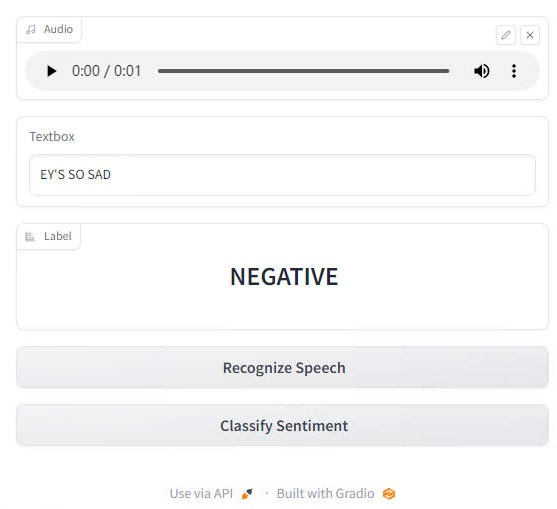 Audio
0:00 / 0:01
Textbox
EY'S SO SAD
Label
NEGATIVE
Recognize Speech
Classify Sentiment
Use via API · Built with Gradio